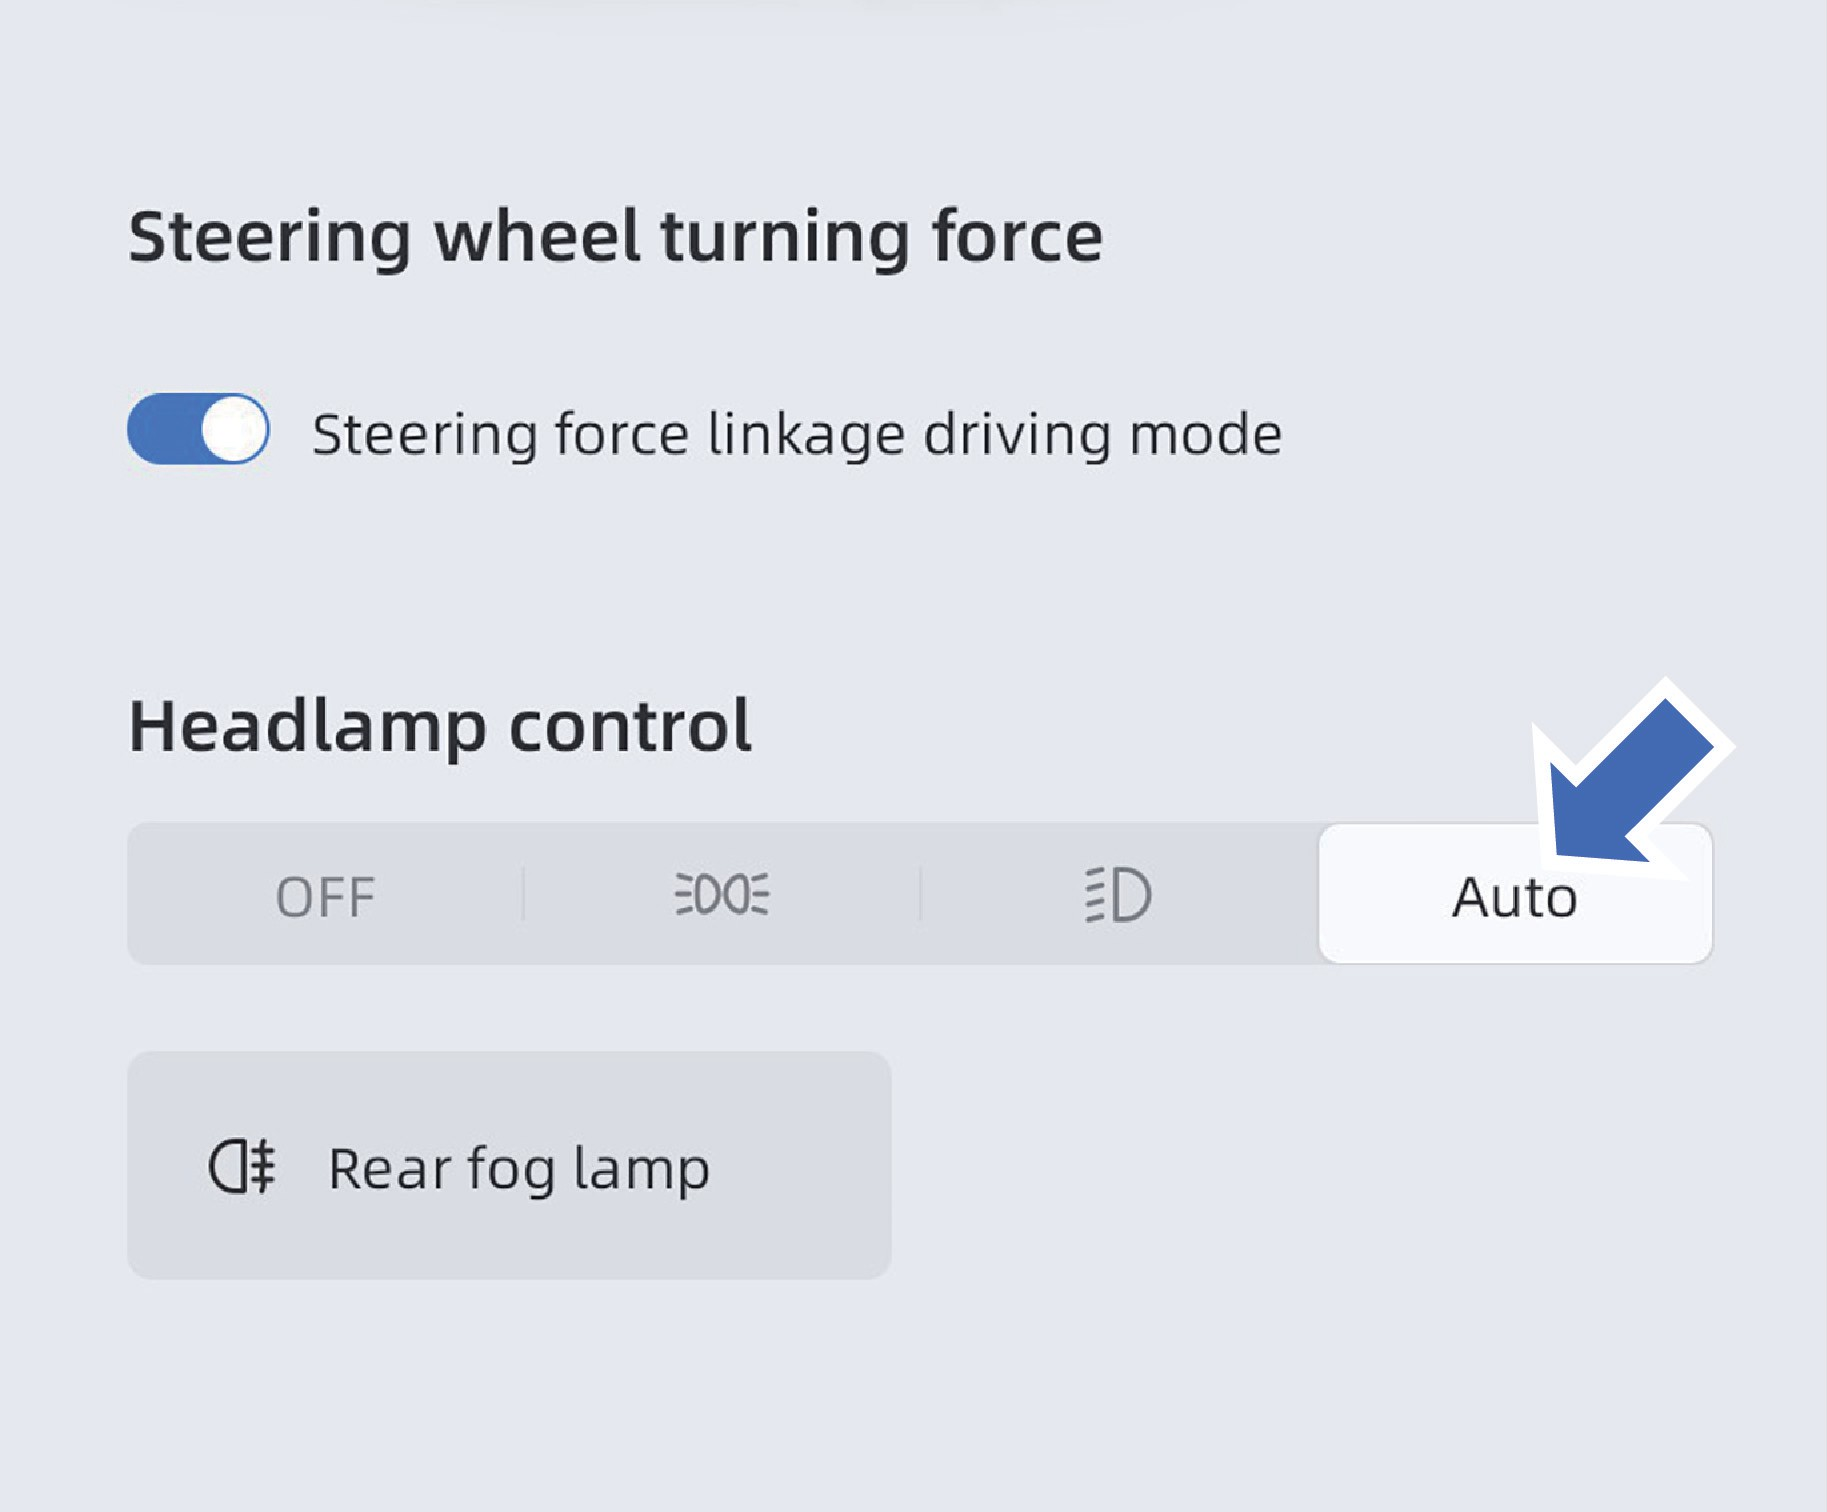 Steering wheel turning force
Steering force linkage driving mode
Headlamp control
OFF
Auto
Rear fog lamp